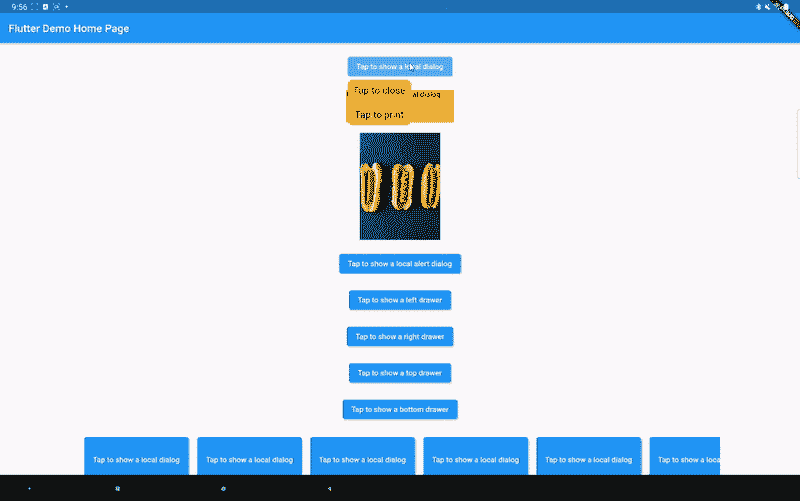 9:56
Flutter Demo Home Page
Tap to show a local dialog
Tap to close
al dialog
Tap to print
Tap to show a local alert dialog
Tap to show a left drawer
Tap to show a right drawer
Tap to show a top drawer
Tap to show a bottom drawer
Tap to show a local dialog Tap to show a local dialog Tap to show a local dialog Tap to show a local dialog Tap to show a local dialog Tap to show a loca